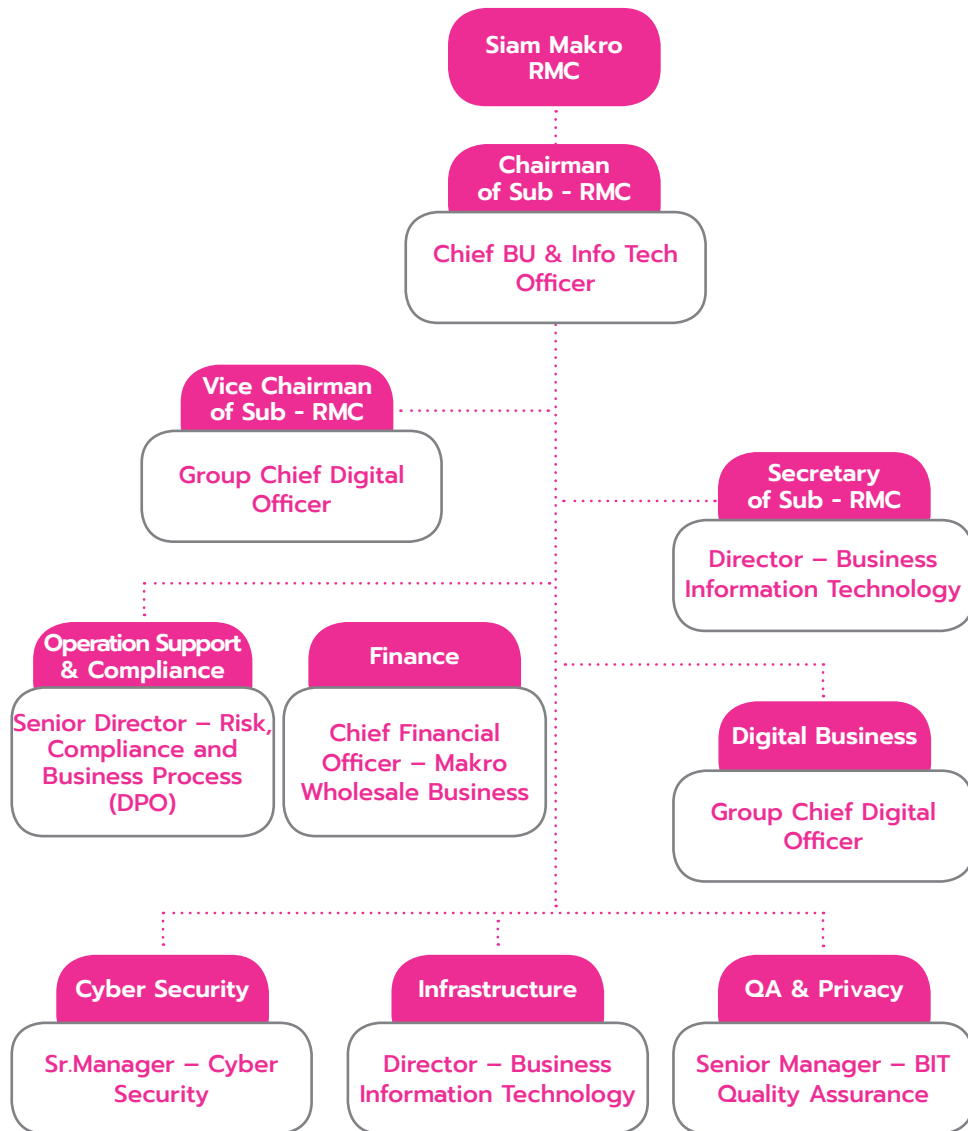 Siam Makro
RMC
Chairman
of Sub - RMC
Chief BU & Info Tech
Officer
Vice Chairman
of Sub - RMC
Group Chief Digital
Officer
Secretary
of Sub - RMC
Director – Business
Information Technology
Operation Support
& Compliance
Senior Director – Risk,
Compliance and
Business Process
(DPO)
Finance
Chief Financial
Officer – Makro
Wholesale Business
Digital Business
Group Chief Digital
Officer
Cyber Security
Sr.Manager – Cyber
Security
Infrastructure
Director – Business
Information Technology
QA & Privacy
Senior Manager – BIT
Quality Assurance